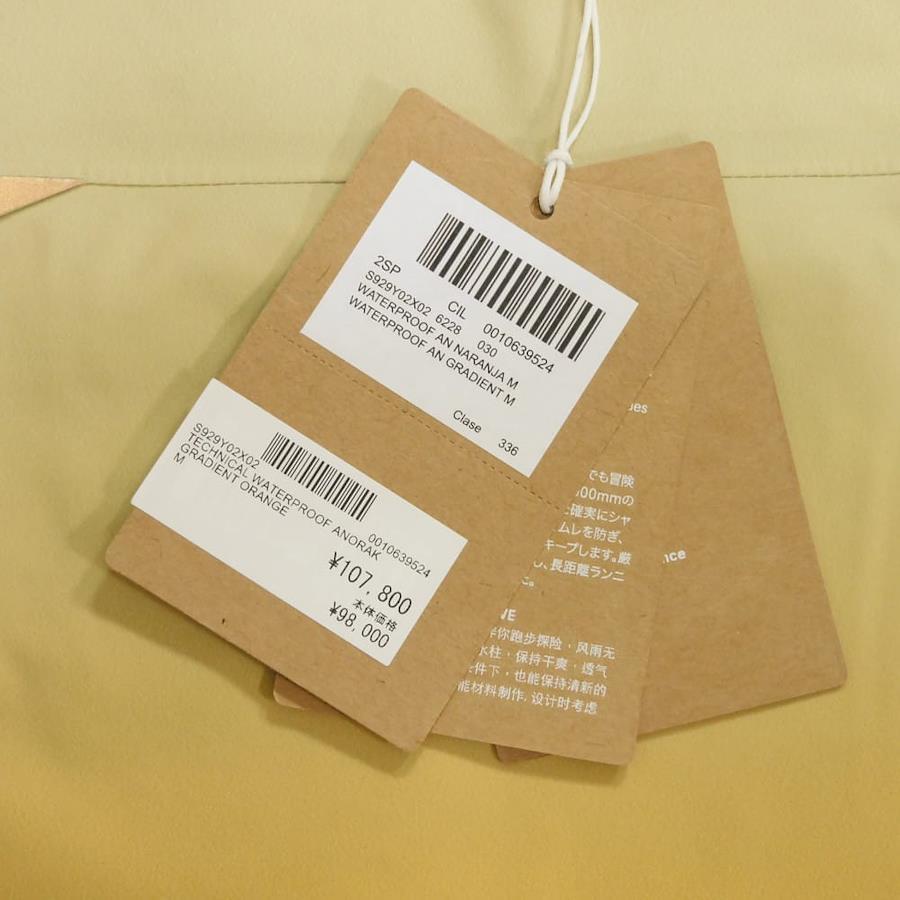 2SP
CIL 0010639524
S929Y02X02 6228 030
WATERPROOF AN NARANJA M
WATERPROOF AN GRADIENT M
Clase 336
S929Y02X02
0010639524
TECHNICAL WATERPROOF ANORAK
GRADIENT ORANGE
M
¥107,800
本体価格
¥98,000
でも冒険
00mmの
確実にシャ
ムレを防ぎ、
キープします。厳
、長距離ランニ
你跑步探险，风雨无
水柱，保持干爽，透气
件下，也能保持清新的
能材料制作，设计时考虑